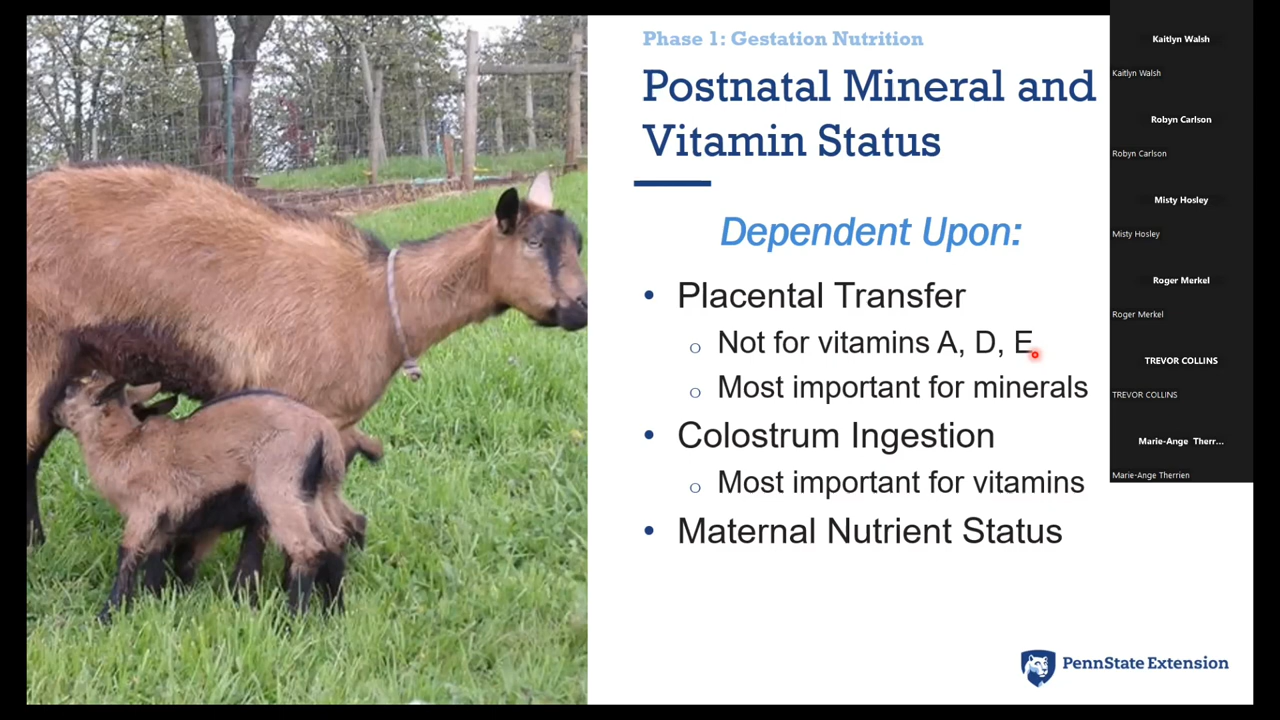 Phase 1: Gestation Nutrition
Postnatal Mineral and
Vitamin Status
Dependent Upon:
• Placental Transfer
o Not for vitamins A, D, E
o Most important for minerals
• Colostrum Ingestion
o Most important for vitamins
• Maternal Nutrient Status
PennState Extension
Kaitlyn Walsh
Kaitlyn Walsh
Robyn Carlson
Robyn Carlson
Misty Hosley
Misty Hosley
Roger Merkel
Roger Merkel
TREVOR COLLINS
TREVOR COLLINS
Marie-Ange Therr...
Marie-Ange Therrien